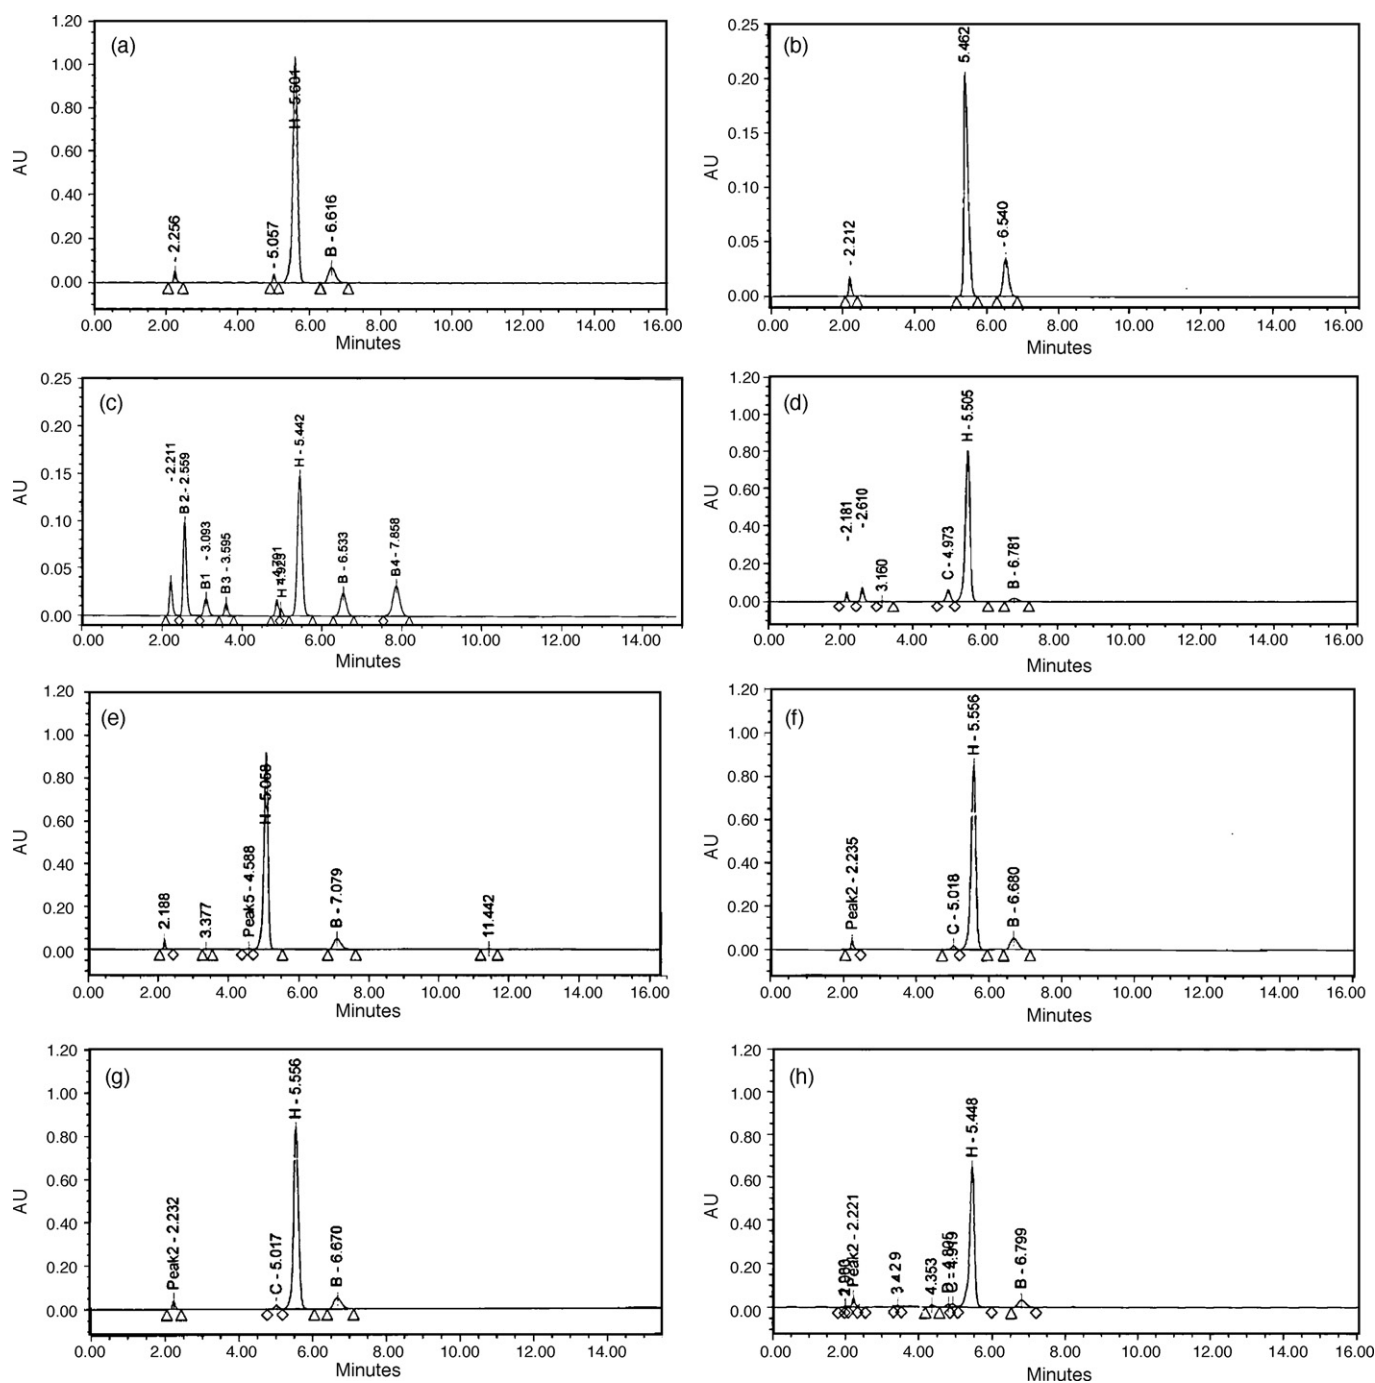 (a)
1.20
1.00
0.80
0.60
0.40
0.20
0.00
AU
- 2.256
- 5.057
H - 5.601
B - 6.616
0.00 2.00 4.00 6.00 8.00 10.00 12.00 14.00 16.00
Minutes
(b)
0.25
0.20
0.15
0.10
0.05
0.00
AU
- 2.212
5.462
- 6.540
0.00 2.00 4.00 6.00 8.00 10.00 12.00 14.00 16.00
Minutes
(c)
0.25
0.20
0.15
0.10
0.05
0.00
AU
- 2.211
B 2 - 2.559
B1 - 3.093
B 3 - 3.595
H - 5.442
B - 6.533
B4 - 7.858
0.00 2.00 4.00 6.00 8.00 10.00 12.00 14.00
Minutes
(d)
1.20
1.00
0.80
0.60
0.40
0.20
0.00
AU
- 2.181
- 2.610
3.160
C - 4.973
H - 5.505
B - 6.781
0.00 2.00 4.00 6.00 8.00 10.00 12.00 14.00 16.00
Minutes
(e)
1.20
1.00
0.80
0.60
0.40
0.20
0.00
AU
2.188
3.377
Peak5 - 4.588
H - 5.068
B - 7.079
11.442
0.00 2.00 4.00 6.00 8.00 10.00 12.00 14.00 16.00
Minutes
(f)
1.20
1.00
0.80
0.60
0.40
0.20
0.00
AU
Peak2 - 2.235
C - 5.018
H - 5.556
B - 6.680
0.00 2.00 4.00 6.00 8.00 10.00 12.00 14.00 16.00
Minutes
(g)
1.20
1.00
0.80
0.60
0.40
0.20
0.00
AU
Peak2 - 2.232
C - 5.017
H - 5.556
B - 6.670
0.00 2.00 4.00 6.00 8.00 10.00 12.00 14.00
Minutes
(h)
1.20
1.00
0.80
0.60
0.40
0.20
0.00
AU
Peak2 - 2.221
3 4 2 9
4.353
C - 4.919
H - 5.448
B - 6.799
0.00 2.00 4.00 6.00 8.00 10.00 12.00 14.00 16.00
Minutes